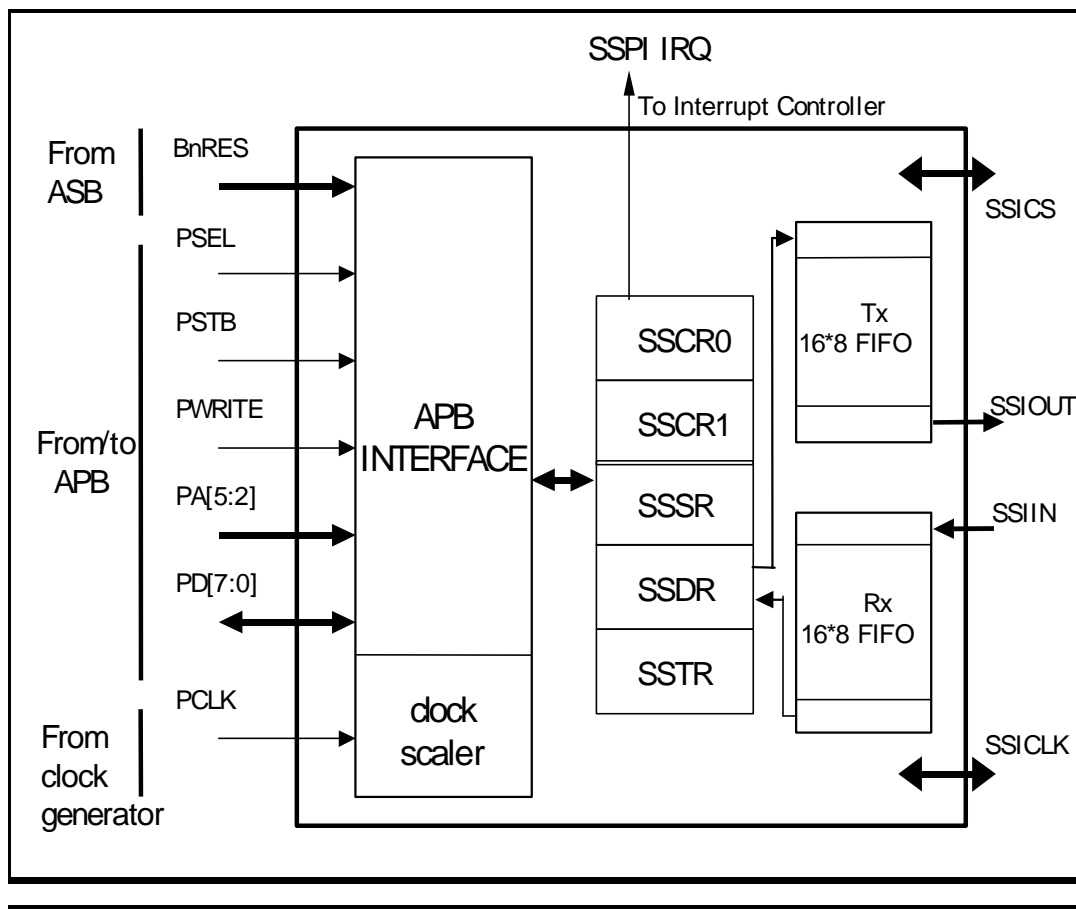 SSPI IRQ
To Interrupt Controller
From
ASB
BnRES
PSEL
PSTB
PWRITE
From/to
APB
PA[5:2]
PD[7:0]
PCLK
From
clock
generator
APB
INTERFACE
clock
scaler
SSCR0
SSCR1
SSSR
SSDR
SSTR
Tx
16*8 FIFO
Rx
16*8 FIFO
SSICS
SSIOUT
SSIIN
SSICLK